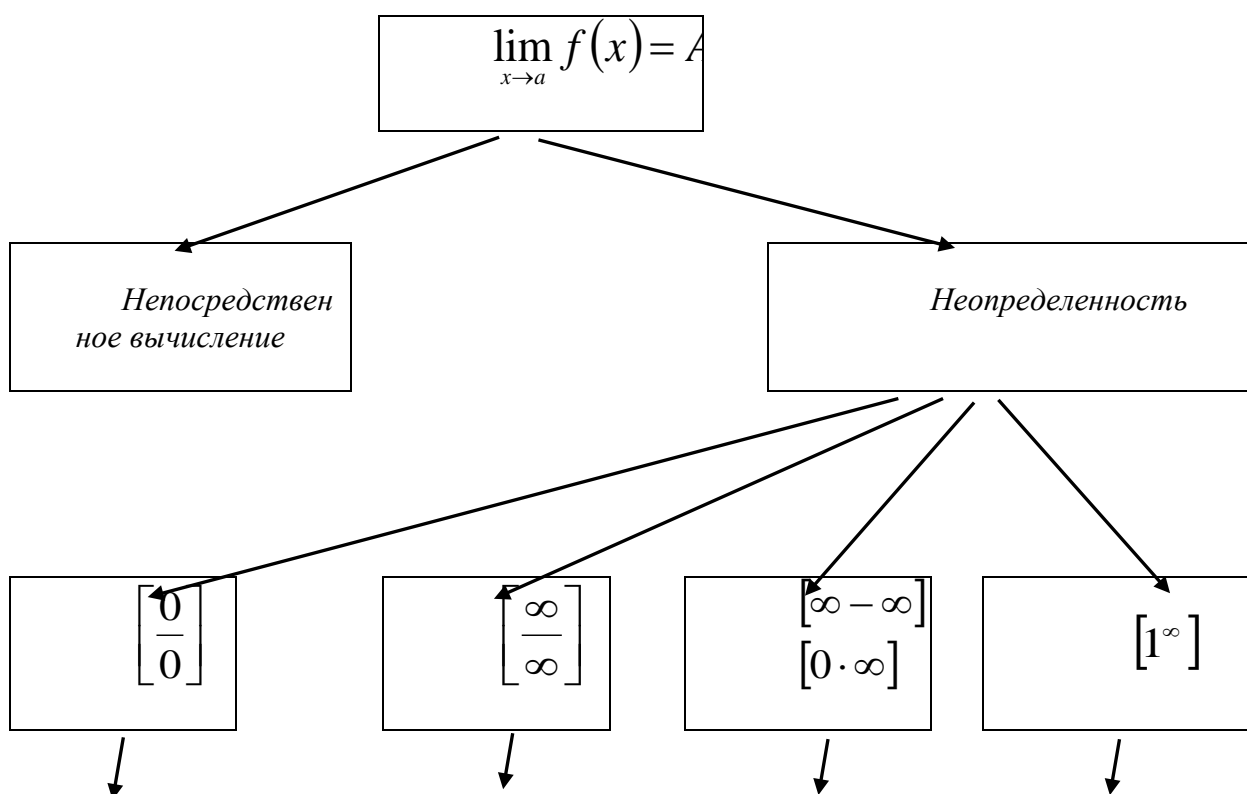 lim f(x) = A
x→a
Непосредствен
ное вычисление
Неопределенность
[0/0]
[∞/∞]
[∞ − ∞]
[0 · ∞]
[1^∞]